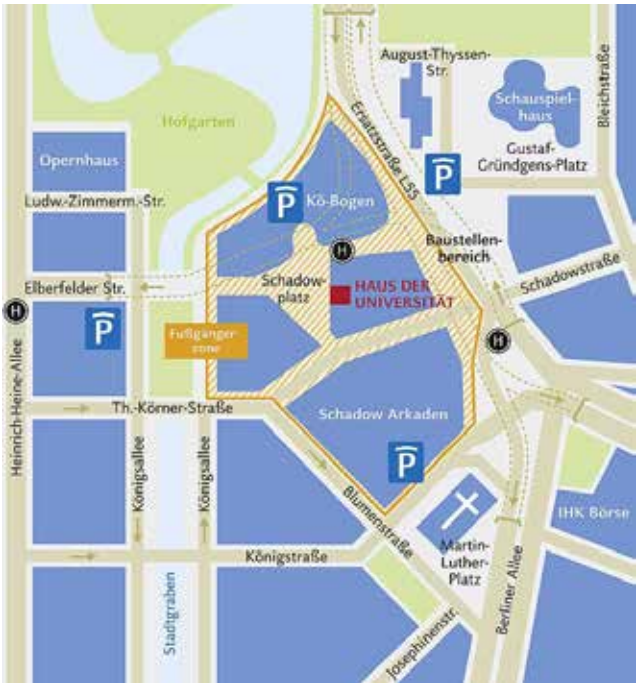 August-Thyssen-
Str.
Schauspiel-
haus
Bleichstraße
Hofgarten
Ersatzstraße L55
Gustaf-
Gründgens-Platz
Opernhaus
P
P
Ludw.-Zimmerm.-Str.
Kö-Bogen
H
Baustellen-
bereich
Schadowstraße
Elberfelder Str.
Schadow-
platz
HAUS DER
UNIVERSITÄT
H
P
Fußgänger
zone
H
Heinrich-Heine-Allee
Th.-Körner-Straße
Schadow Arkaden
P
Königsallee
Königsallee
Blumenstraße
IHK Börse
Königstraße
Martin-
Luther-
Platz
Berliner Allee
Stadtgraben
Josephinenstr.